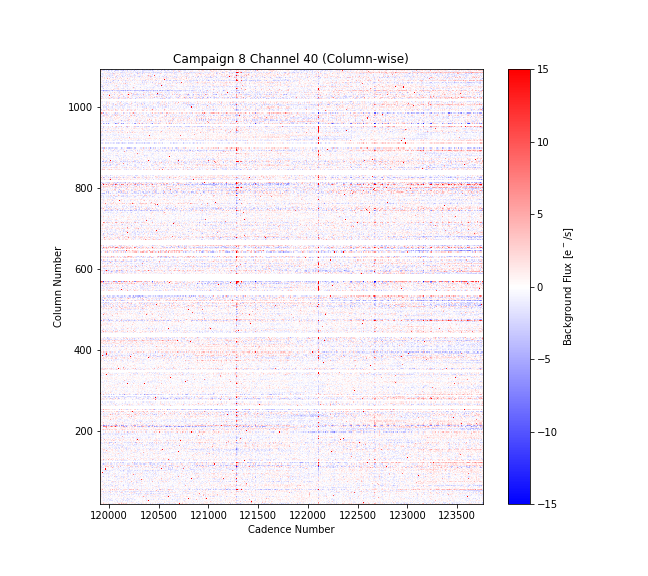 Campaign 8 Channel 40 (Column-wise)
1000
800
600
400
200
Column Number
120000 120500 121000 121500 122000 122500 123000 123500
Cadence Number
15
10
5
0
−5
−10
−15
Background Flux [e⁻/s]